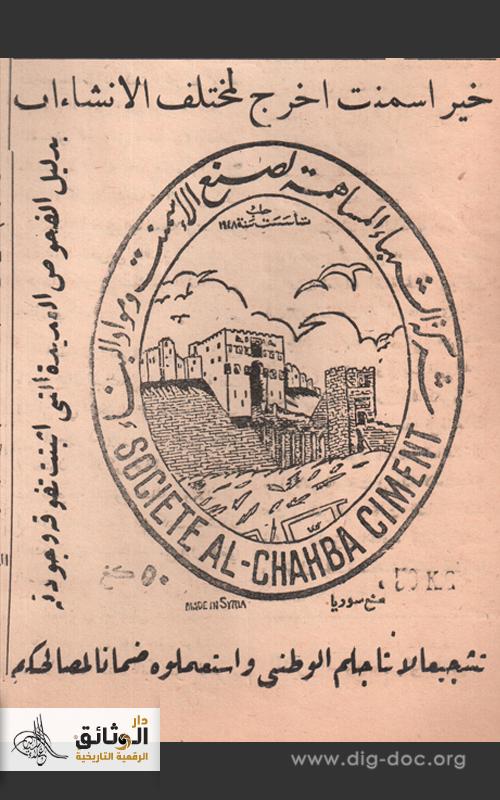 خير اسمنت اخرج لمختلف الانشاءات
بدليل الفحوص العديدة التي اثبتت تفوقه وجودته
شركة الشهباء المساهمة لصنع الاسمنت ومواد البناء
حلب
تأسست سنة ١٩٤٨
SOCIETE AL-CHAHBA CIMENT
٥٠ كغ
50 KG
MADE IN SYRIA
صنع سوريا
تشجيعا لانتاجكم الوطني واستعملوه ضمانا لمصالحكم
دار
الوثائق
الرقمية التاريخية
www.dig-doc.org